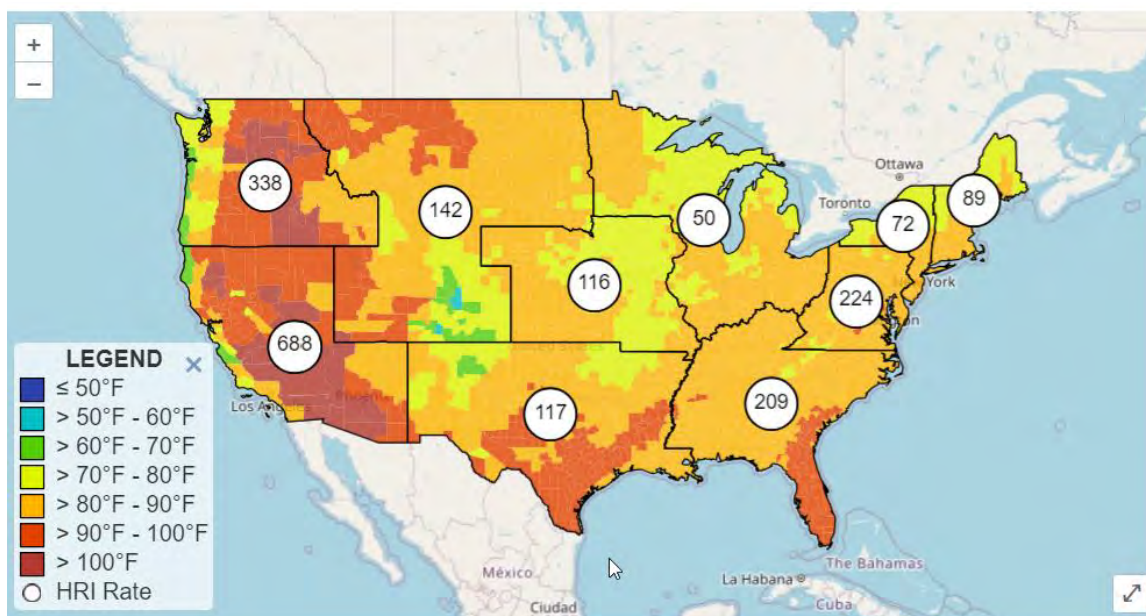 +
−
Ottawa
Toronto
York
338
142
50
72
89
116
224
688
117
209
LEGEND ×
≤ 50°F
> 50°F - 60°F
> 60°F - 70°F
> 70°F - 80°F
> 80°F - 90°F
> 90°F - 100°F
> 100°F
HRI Rate
Los Angeles
México
Ciudad
La Habana
Cuba
The Bahamas